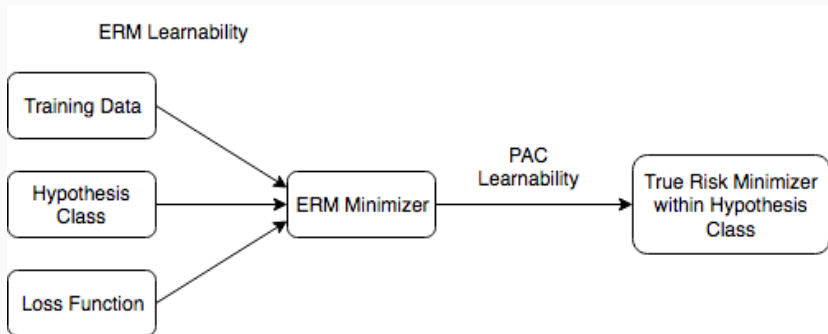 ERM Learnability
Training Data
Hypothesis
Class
Loss Function
ERM Minimizer
PAC
Learnability
True Risk Minimizer
within Hypothesis
Class